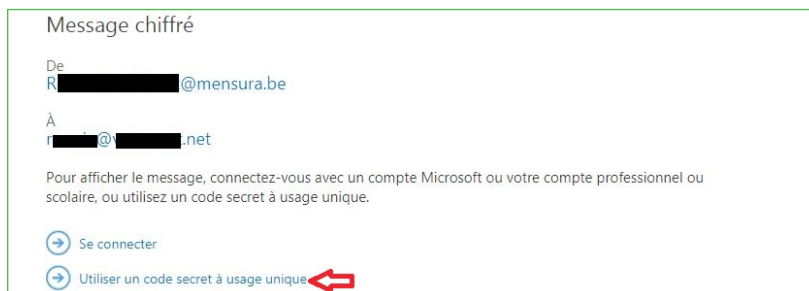 Message chiffré
De
R @mensura.be
À
r @ .net
Pour afficher le message, connectez-vous avec un compte Microsoft ou votre compte professionnel ou
scolaire, ou utilisez un code secret à usage unique.
Se connecter
Utiliser un code secret à usage unique